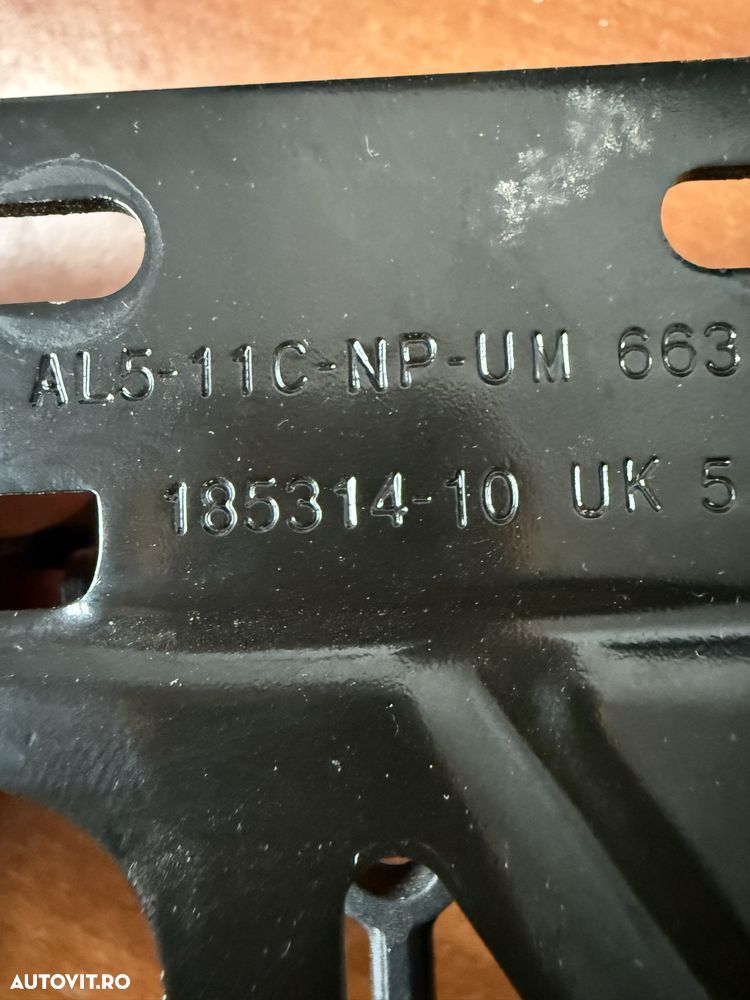 AL5-11C-NP-UM 663
185314-10 UK 5
AUTOVIT.RO